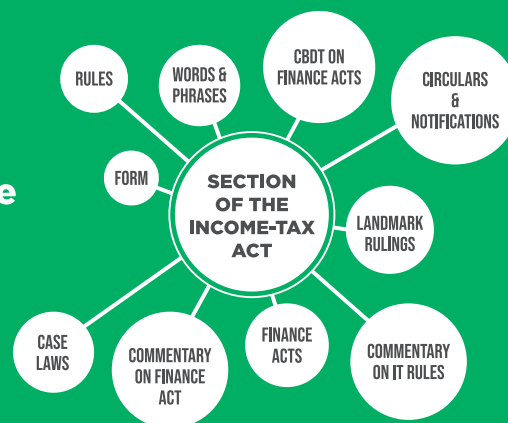 CBDT ON
FINANCE ACTS
WORDS &
PHRASES
RULES
CIRCULARS
&
NOTIFICATIONS
FORM
e
SECTION
OF THE
INCOME-TAX
ACT
LANDMARK
RULINGS
CASE
LAWS
COMMENTARY
ON FINANCE
ACT
FINANCE
ACTS
COMMENTARY
ON IT RULES